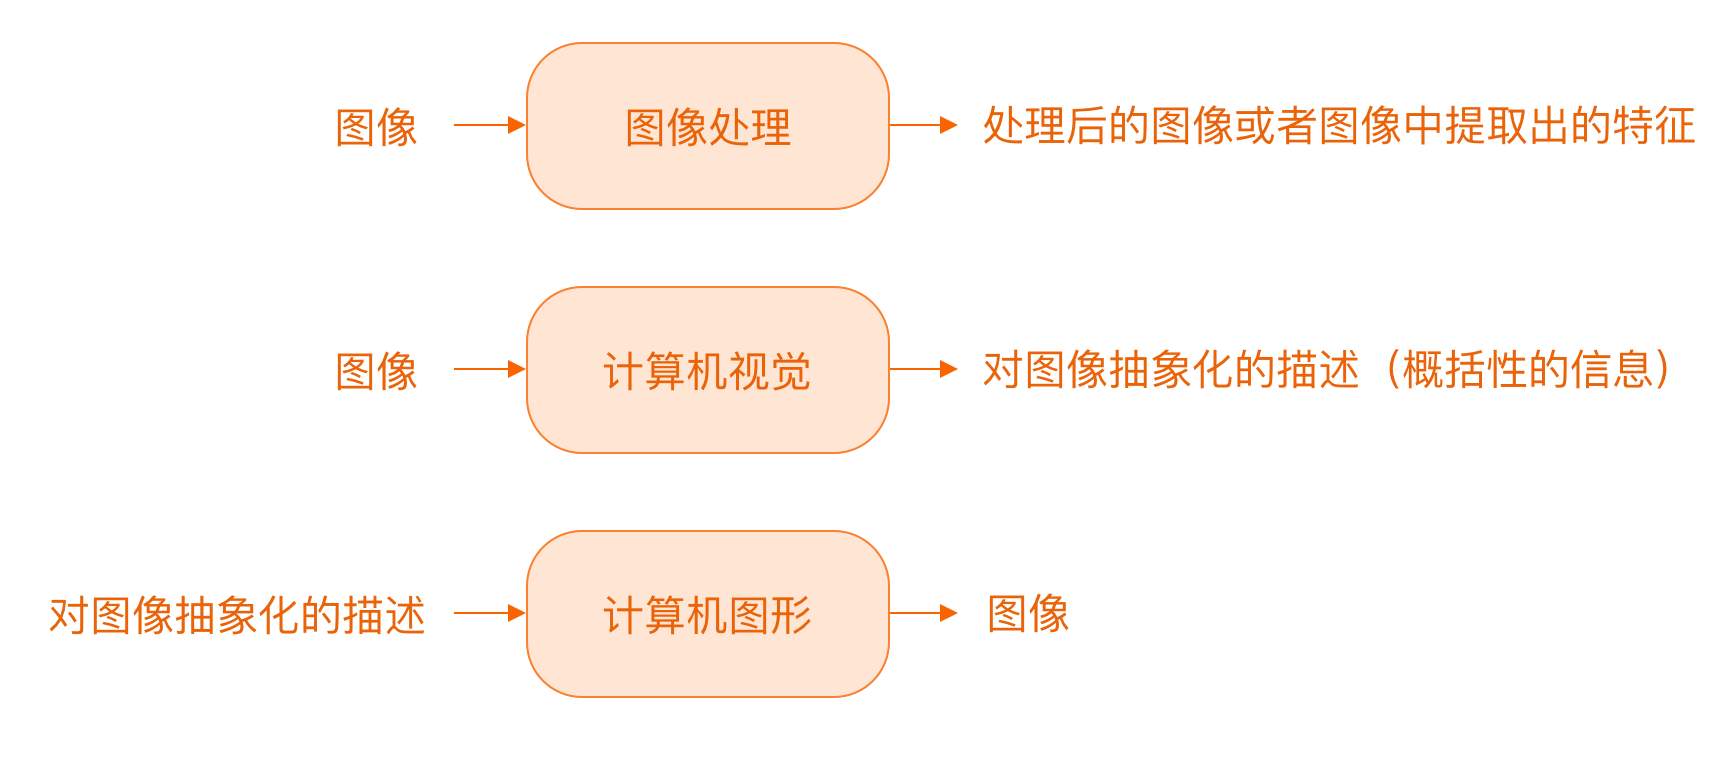 图像
图像处理
处理后的图像或者图像中提取出的特征
图像
计算机视觉
对图像抽象化的描述（概括性的信息）
对图像抽象化的描述
计算机图形
图像